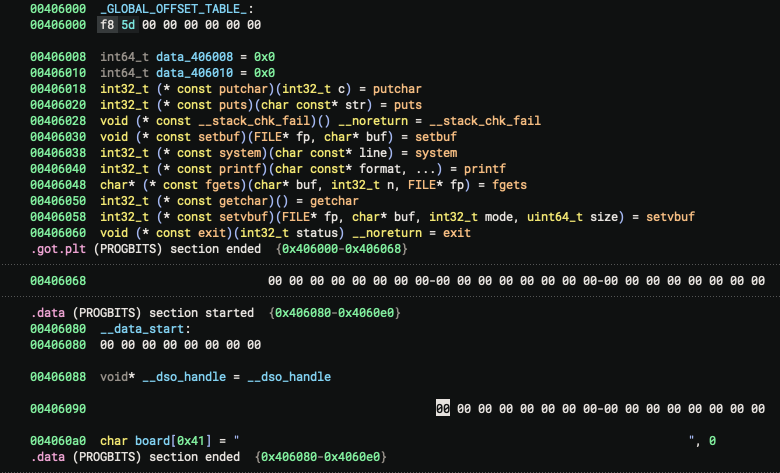 00406000 _GLOBAL_OFFSET_TABLE_:
00406000 f8 5d 00 00 00 00 00 00
00406008 int64_t data_406008 = 0x0
00406010 int64_t data_406010 = 0x0
00406018 int32_t (* const putchar)(int32_t c) = putchar
00406020 int32_t (* const puts)(char const* str) = puts
00406028 void (* const __stack_chk_fail)() __noreturn = __stack_chk_fail
00406030 void (* const setbuf)(FILE* fp, char* buf) = setbuf
00406038 int32_t (* const system)(char const* line) = system
00406040 int32_t (* const printf)(char const* format, ...) = printf
00406048 char* (* const fgets)(char* buf, int32_t n, FILE* fp) = fgets
00406050 int32_t (* const getchar)() = getchar
00406058 int32_t (* const setvbuf)(FILE* fp, char* buf, int32_t mode, uint64_t size) = setvbuf
00406060 void (* const exit)(int32_t status) __noreturn = exit
.got.plt (PROGBITS) section ended {0x406000-0x406068}
00406068 00 00 00 00 00 00 00 00-00 00 00 00 00 00 00 00-00 00 00 00 00 00 00 00
.data (PROGBITS) section started {0x406080-0x4060e0}
00406080 __data_start:
00406080 00 00 00 00 00 00 00 00
00406088 void* __dso_handle = __dso_handle
00406090 00 00 00 00 00 00 00 00-00 00 00 00 00 00 00 00
004060a0 char board[0x41] = " ", 0
.data (PROGBITS) section ended {0x406080-0x4060e0}